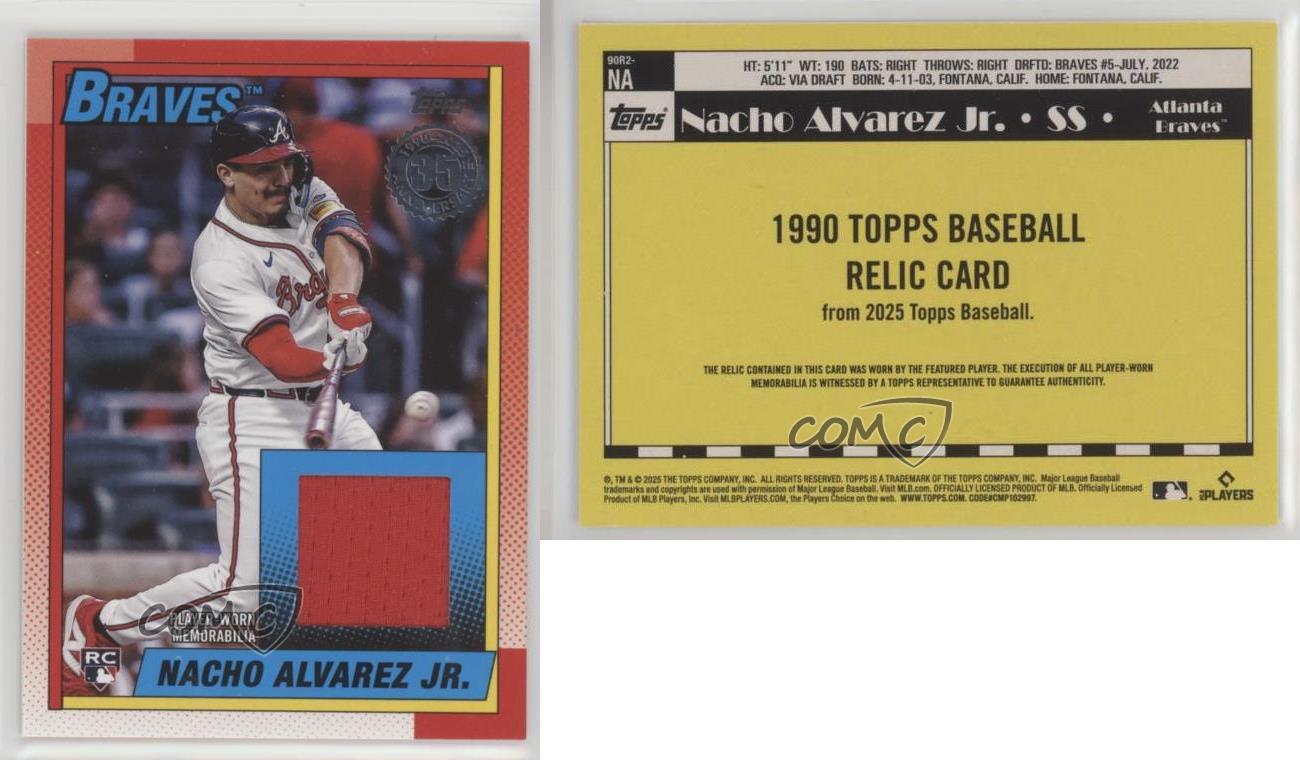 BRAVES™
Topps
1990-2025
35
ANNIVERSARY
A
Bra
COMC
PLAYER-WORN
MEMORABILIA
RC
NACHO ALVAREZ JR.
90R2-
NA
HT: 5'11" WT: 190 BATS: RIGHT THROWS: RIGHT DRFTD: BRAVES #5-JULY, 2022
ACQ: VIA DRAFT BORN: 4-11-03, FONTANA, CALIF. HOME: FONTANA, CALIF.
Topps
Nacho Alvarez Jr. • SS •
Atlanta
Braves™
1990 TOPPS BASEBALL
RELIC CARD
from 2025 Topps Baseball.
THE RELIC CONTAINED IN THIS CARD WAS WORN BY THE FEATURED PLAYER. THE EXECUTION OF ALL PLAYER-WORN
MEMORABILIA IS WITNESSED BY A TOPPS REPRESENTATIVE TO GUARANTEE AUTHENTICITY.
COMC
®, TM & © 2025 THE TOPPS COMPANY, INC. ALL RIGHTS RESERVED. TOPPS IS A TRADEMARK OF THE TOPPS COMPANY, INC. Major League Baseball
trademarks and copyrights are used with permission of Major League Baseball. Visit MLB.com. OFFICIALLY LICENSED PRODUCT OF MLB. Officially Licensed
Product of MLB Players, Inc. Visit MLBPLAYERS.COM, the Players Choice on the web. WWW.TOPPS.COM. CODE#CMP102997.
PLAYERS